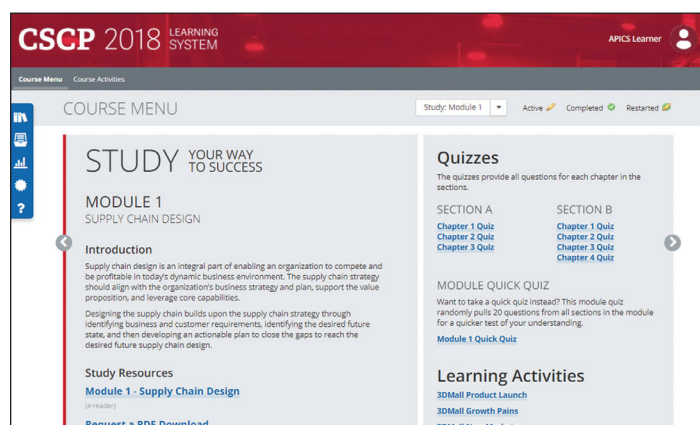 CSCP 2018 LEARNING SYSTEM
APICS Learner
Course Menu Course Activities
COURSE MENU
Study: Module 1
Active Completed Restarted
STUDY YOUR WAY TO SUCCESS
MODULE 1
SUPPLY CHAIN DESIGN
Introduction
Supply chain design is an integral part of enabling an organization to compete and
be profitable in today's dynamic business environment. The supply chain strategy
should align with the organization's business strategy and plan, support the value
proposition, and leverage core capabilities.
Designing the supply chain builds upon the supply chain strategy through
identifying business and customer requirements, identifying the desired future
state, and then developing an actionable plan to close the gaps to reach the
desired future supply chain design.
Study Resources
Module 1 - Supply Chain Design
(e-reader)
Request a PDF Download
Quizzes
The quizzes provide all questions for each chapter in the
sections.
SECTION A
Chapter 1 Quiz
Chapter 2 Quiz
Chapter 3 Quiz
SECTION B
Chapter 1 Quiz
Chapter 2 Quiz
Chapter 3 Quiz
Chapter 4 Quiz
MODULE QUICK QUIZ
Want to take a quick quiz instead? This module quiz
randomly pulls 20 questions from all sections in the module
for a quicker test of your understanding.
Module 1 Quick Quiz
Learning Activities
3DMall Product Launch
3DMall Growth Pains